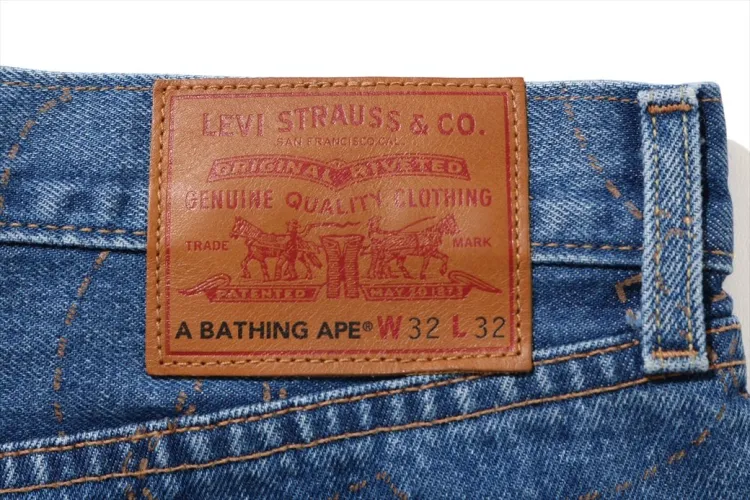 LEVI STRAUSS & CO.
SAN FRANCISCO, CAL.
ORIGINAL RIVETED
GENUINE QUALITY CLOTHING
TRADE MARK
PATENTED MAY 20 1873
A BATHING APE® W 32 L 32